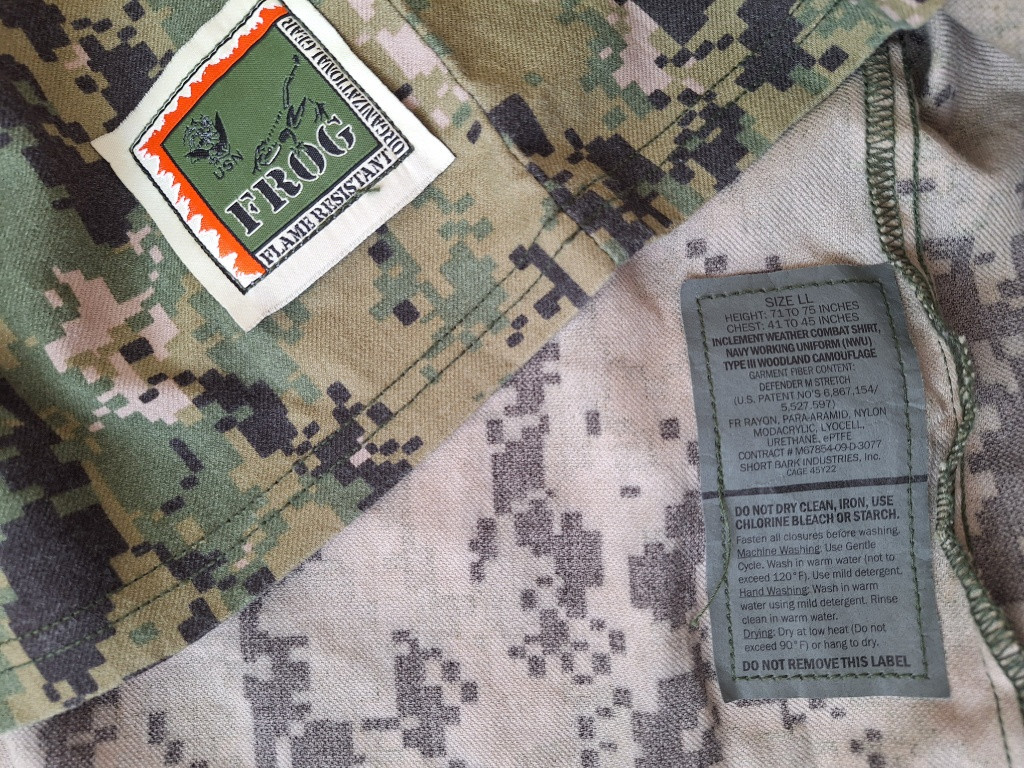 USN
FROG
FLAME RESISTANT
ORGANIZATIONAL GEAR
SIZE LL
HEIGHT: 71 TO 75 INCHES
CHEST: 41 TO 45 INCHES
INCLEMENT WEATHER COMBAT SHIRT,
NAVY WORKING UNIFORM (NWU)
TYPE III WOODLAND CAMOUFLAGE
GARMENT FIBER CONTENT:
DEFENDER M STRETCH
(U.S. PATENT NO'S 6,867,154/
5,527,597)
FR RAYON, PARA-ARAMID, NYLON
MODACRYLIC, LYOCELL,
URETHANE, ePTFE
CONTRACT # M67854-09-D-3077
SHORT BARK INDUSTRIES, Inc.
CAGE 45Y22
DO NOT DRY CLEAN, IRON, USE
CHLORINE BLEACH OR STARCH.
Fasten all closures before washing.
Machine Washing: Use Gentle
Cycle. Wash in warm water (not to
exceed 120°F). Use mild detergent.
Hand Washing: Wash in warm
water using mild detergent. Rinse
clean in warm water.
Drying: Dry at low heat (Do not
exceed 90°F) or hang to dry.
DO NOT REMOVE THIS LABEL